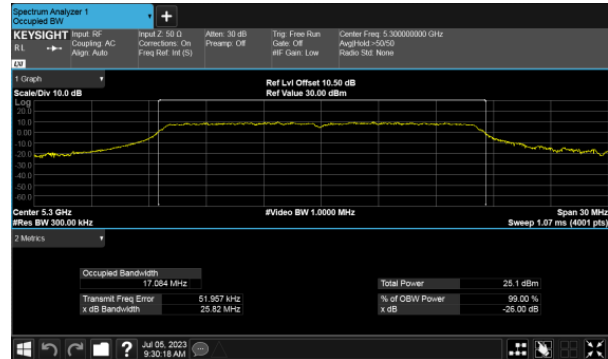 Spectrum Analyzer 1
Occupied BW
+
KEYSIGHT Input: RF Input Z: 50 Ω Atten: 30 dB Trig: Free Run Center Freq: 5.300000000 GHz
RL Coupling: AC Corrections: On Preamp: Off Gate: Off Avg|Hold:>50/50
Align: Auto Freq Ref: Int (S) #IF Gain: Low Radio Std: None
LXI
1 Graph
Ref Lvl Offset 10.50 dB
Scale/Div 10.0 dB Ref Value 30.00 dBm
Log
20.0
10.0
0.00
-10.0
-20.0
-30.0
-40.0
-50.0
-60.0
Center 5.3 GHz #Video BW 1.0000 MHz Span 30 MHz
#Res BW 300.00 kHz Sweep 1.07 ms (4001 pts)
2 Metrics
Occupied Bandwidth
17.084 MHz Total Power 25.1 dBm
Transmit Freq Error 51.957 kHz % of OBW Power 99.00 %
x dB Bandwidth 25.82 MHz x dB -26.00 dB
? Jul 05, 2023
9:30:18 AM